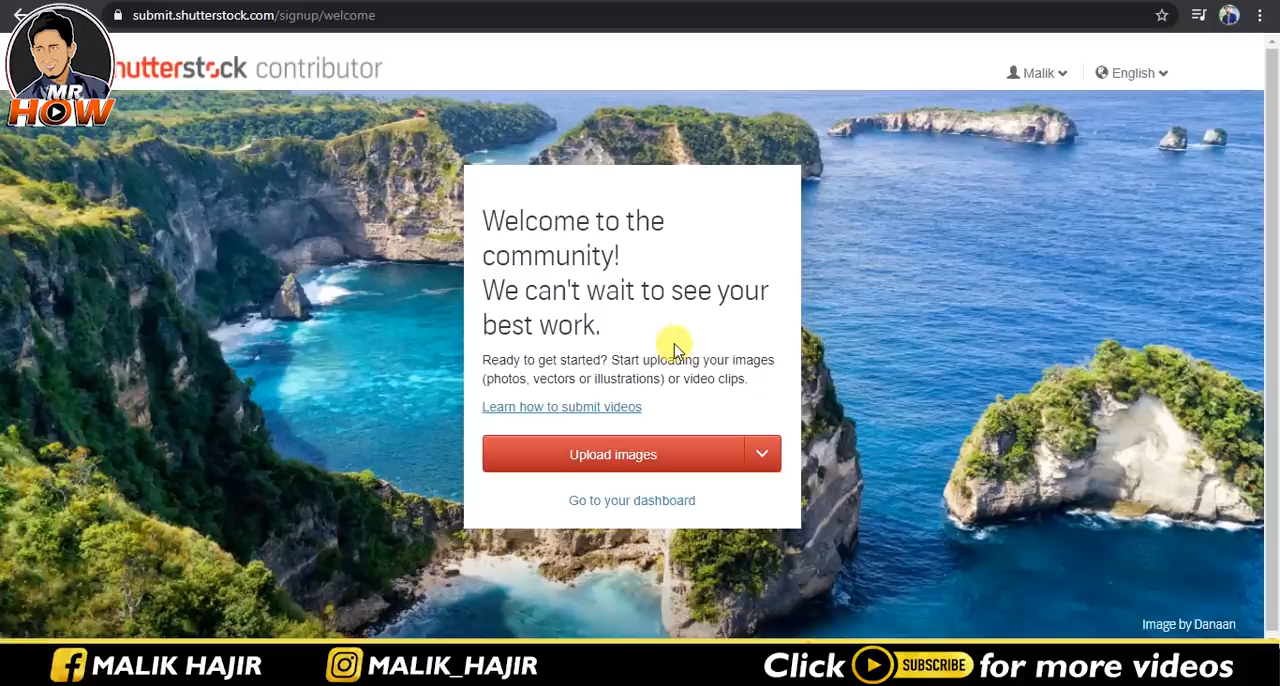 submit.shutterstock.com/signup/welcome
MR
HOW
hutterstock contributor
Malik
English
Welcome to the
community!
We can't wait to see your
best work.
Ready to get started? Start uploading your images
(photos, vectors or illustrations) or video clips.
Learn how to submit videos
Upload images
Go to your dashboard
Image by Danaan
MALIK HAJIR
MALIK_HAJIR
Click SUBSCRIBE for more videos